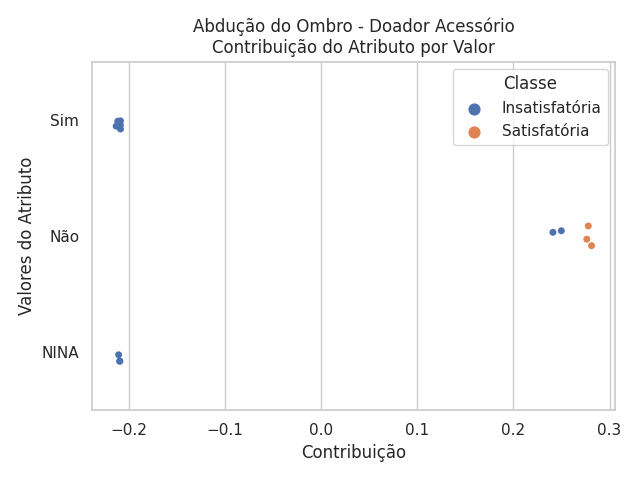 Abdução do Ombro - Doador Acessório
Contribuição do Atributo por Valor
Classe
Insatisfatória
Satisfatória
Valores do Atributo
Sim
Não
NINA
−0.2
−0.1
0.0
0.1
0.2
0.3
Contribuição